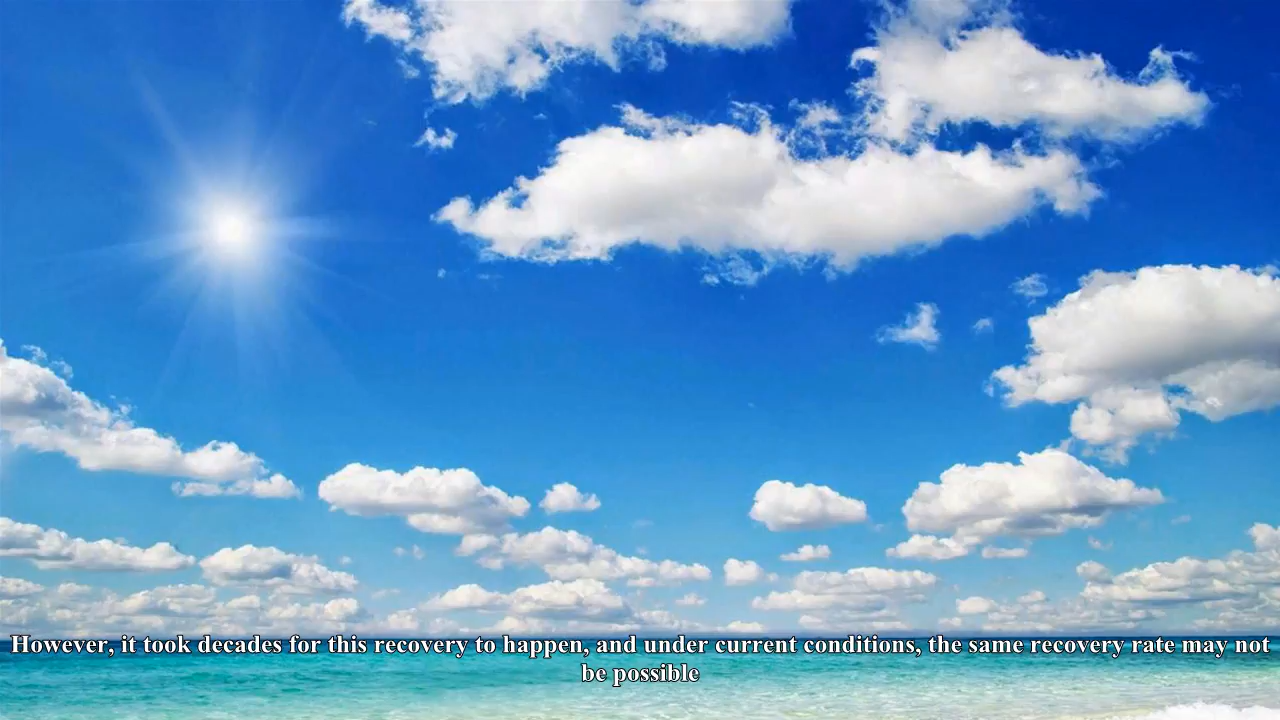 However, it took decades for this recovery to happen, and under current conditions, the same recovery rate may not
be possible